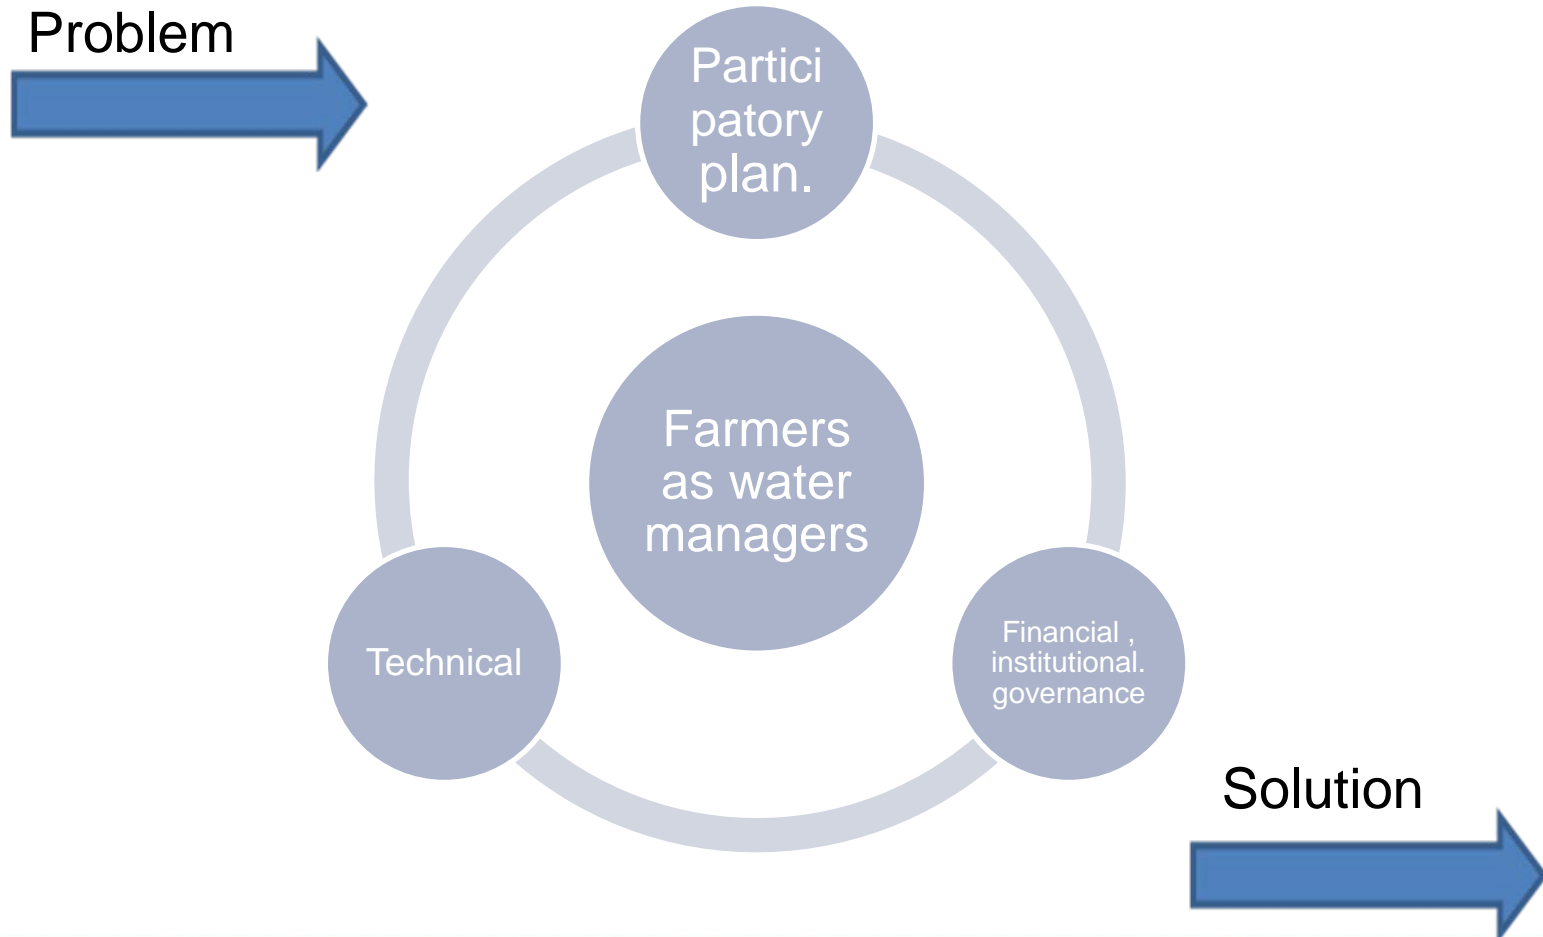 Problem
Partici
patory
plan.
Farmers
as water
managers
Technical
Financial ,
institutional.
governance
Solution